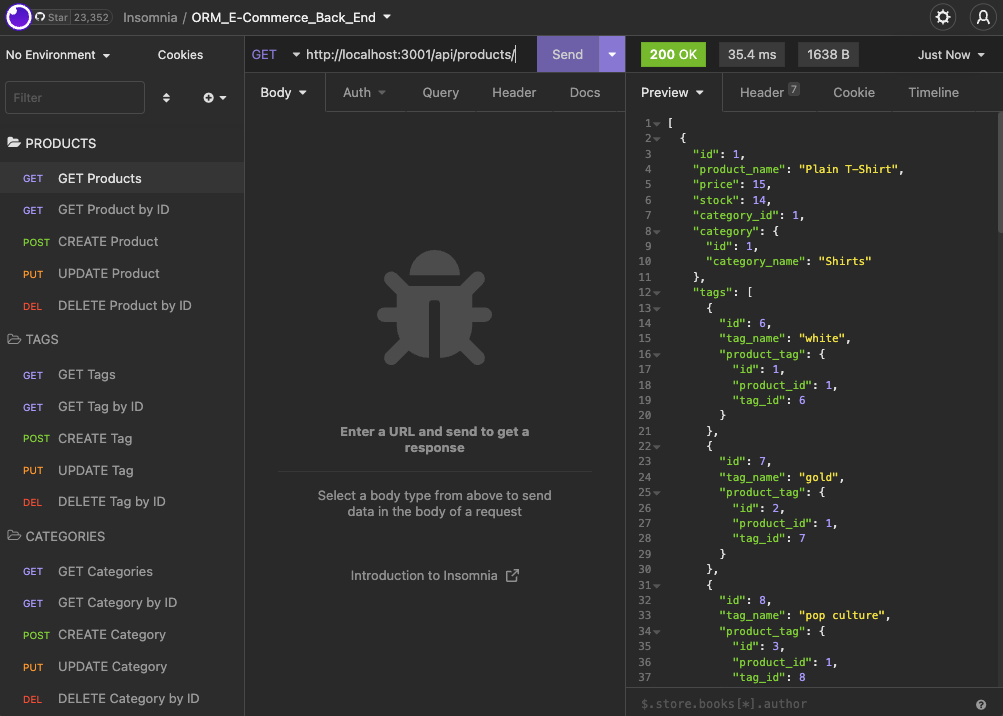 Star 23,352
Insomnia / ORM_E-Commerce_Back_End
No Environment
Cookies
Filter
PRODUCTS
GET GET Products
GET GET Product by ID
POST CREATE Product
PUT UPDATE Product
DEL DELETE Product by ID
TAGS
GET GET Tags
GET GET Tag by ID
POST CREATE Tag
PUT UPDATE Tag
DEL DELETE Tag by ID
CATEGORIES
GET GET Categories
GET GET Category by ID
POST CREATE Category
PUT UPDATE Category
DEL DELETE Category by ID
GET http://localhost:3001/api/products/ Send
Body Auth Query Header Docs
Enter a URL and send to get a
response
Select a body type from above to send
data in the body of a request
Introduction to Insomnia
200 OK 35.4 ms 1638 B Just Now
Preview Header 7 Cookie Timeline
1 [
2 {
3 "id": 1,
4 "product_name": "Plain T-Shirt",
5 "price": 15,
6 "stock": 14,
7 "category_id": 1,
8 "category": {
9 "id": 1,
10 "category_name": "Shirts"
11 },
12 "tags": [
13 {
14 "id": 6,
15 "tag_name": "white",
16 "product_tag": {
17 "id": 1,
18 "product_id": 1,
19 "tag_id": 6
20 }
21 },
22 {
23 "id": 7,
24 "tag_name": "gold",
25 "product_tag": {
26 "id": 2,
27 "product_id": 1,
28 "tag_id": 7
29 }
30 },
31 {
32 "id": 8,
33 "tag_name": "pop culture",
34 "product_tag": {
35 "id": 3,
36 "product_id": 1,
37 "tag_id": 8
$.store.books[*].author